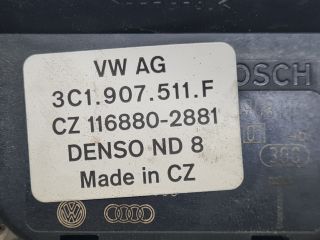 VW AG
3C1.907.511.F
CZ 116880-2881
DENSO ND 8
Made in CZ
BOSCH